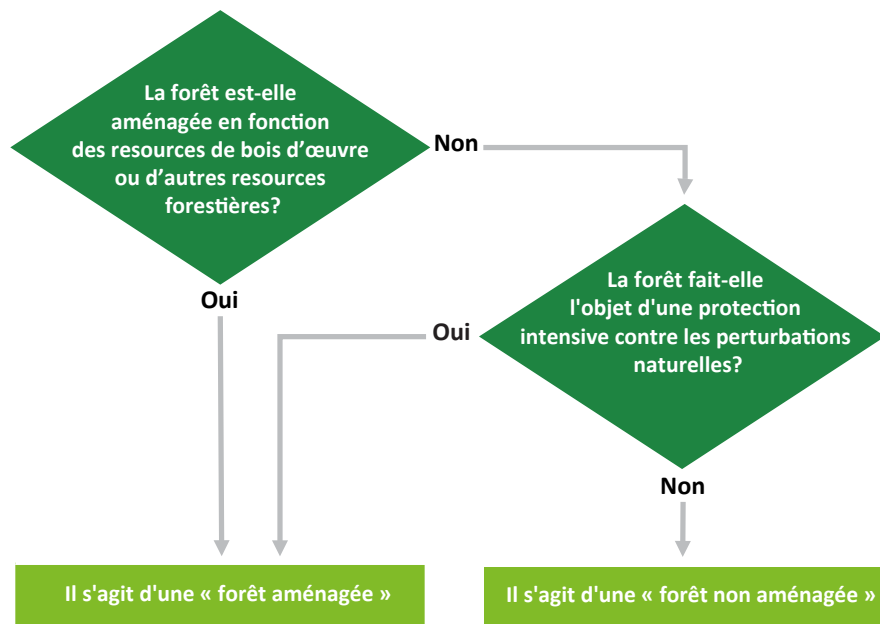 La forêt est-elle
aménagée en fonction
des resources de bois d’œuvre
ou d’autres resources
forestières?
Non
Oui
La forêt fait-elle
l'objet d'une protection
intensive contre les perturbations
naturelles?
Oui
Non
Il s'agit d'une « forêt aménagée »
Il s'agit d'une « forêt non aménagée »